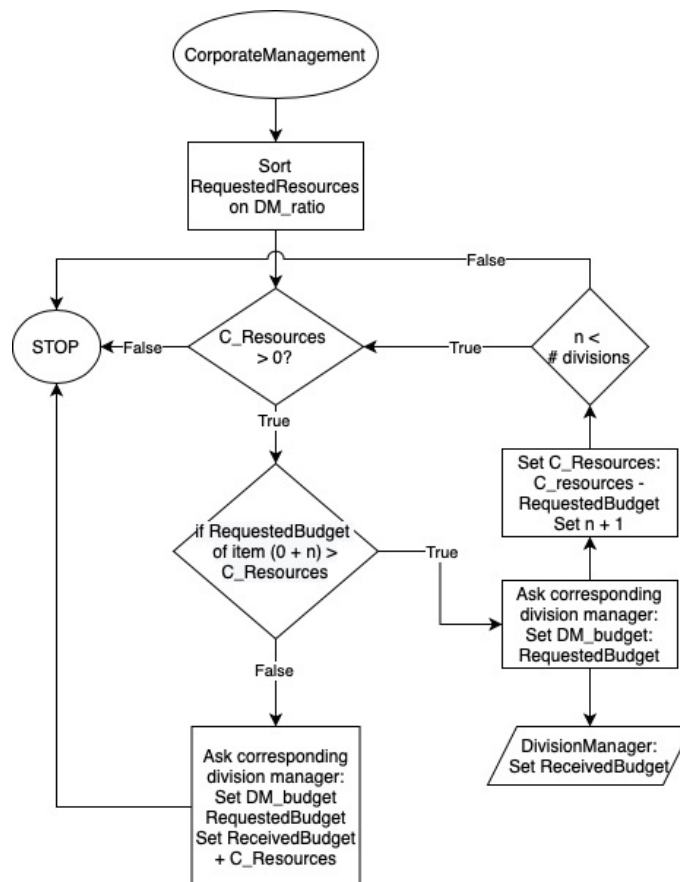 CorporateManagement
Sort
RequestedResources
on DM_ratio
False
STOP
False
C_Resources
> 0?
True
n <
# divisions
True
Set C_Resources:
C_resources -
RequestedBudget
Set n + 1
if RequestedBudget
of item (0 + n) >
C_Resources
True
Ask corresponding
division manager:
Set DM_budget:
RequestedBudget
False
DivisionManager:
Set ReceivedBudget
Ask corresponding
division manager:
Set DM_budget
RequestedBudget
Set ReceivedBudget
+ C_Resources